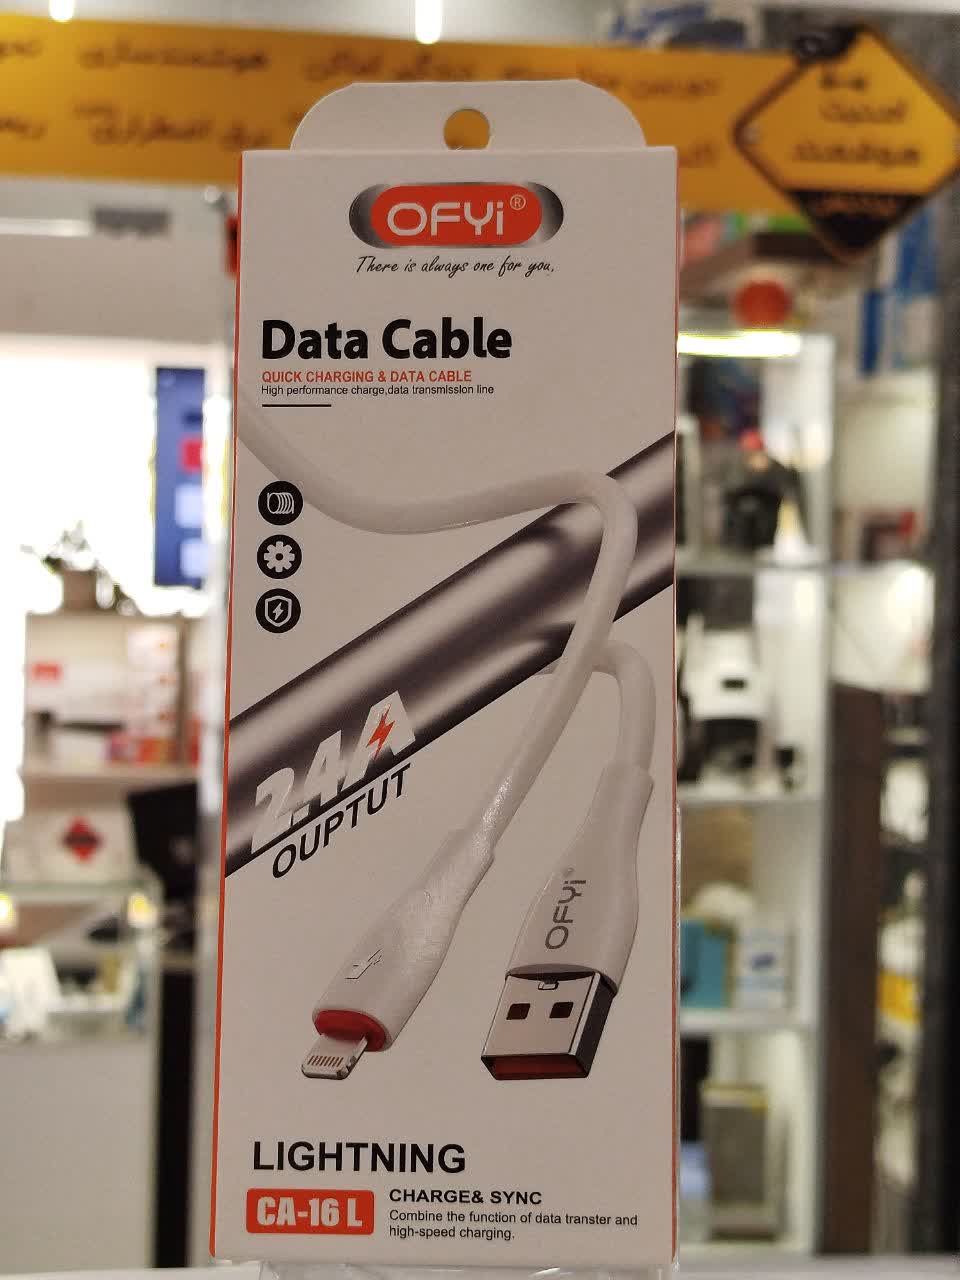 OFYi®
There is always one for you.
Data Cable
QUICK CHARGING & DATA CABLE
High performance charge,data transmlsslon line
2.4A
OUPTUT
OFYi
LIGHTNING
CA-16 L
CHARGE& SYNC
Combine the function of data transter and
high-speed charging.